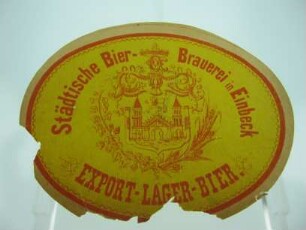 Städtische Bier-Brauerei in Einbeck
EXPORT-LAGER-BIER.